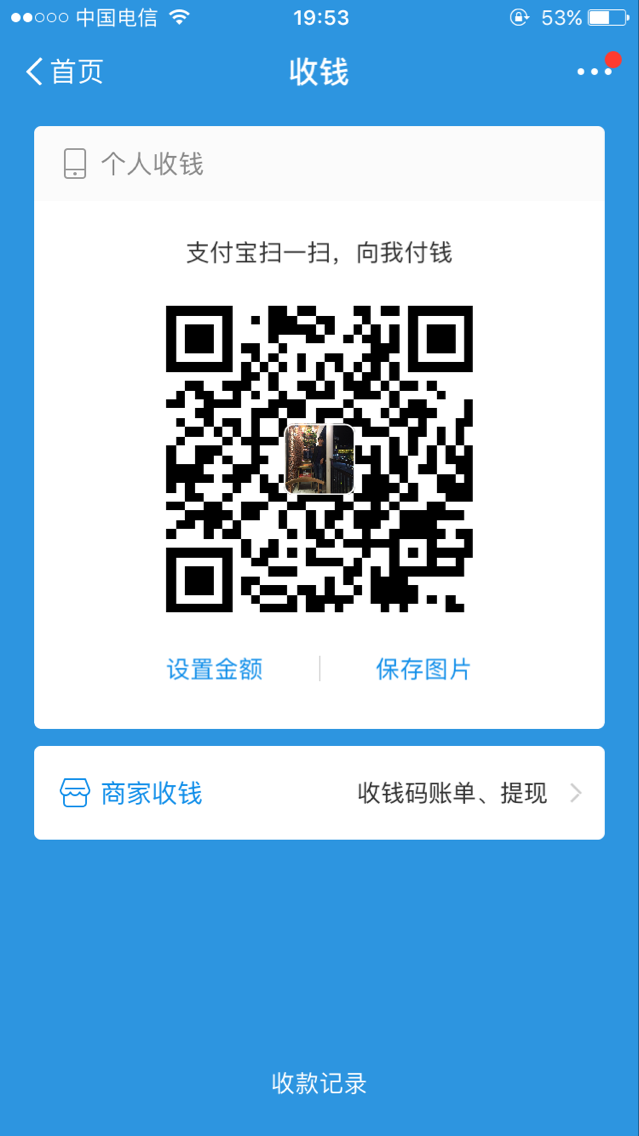 中国电信 19:53 53%
首页 收钱
个人收钱
支付宝扫一扫，向我付钱
设置金额 保存图片
商家收钱 收钱码账单、提现
收款记录